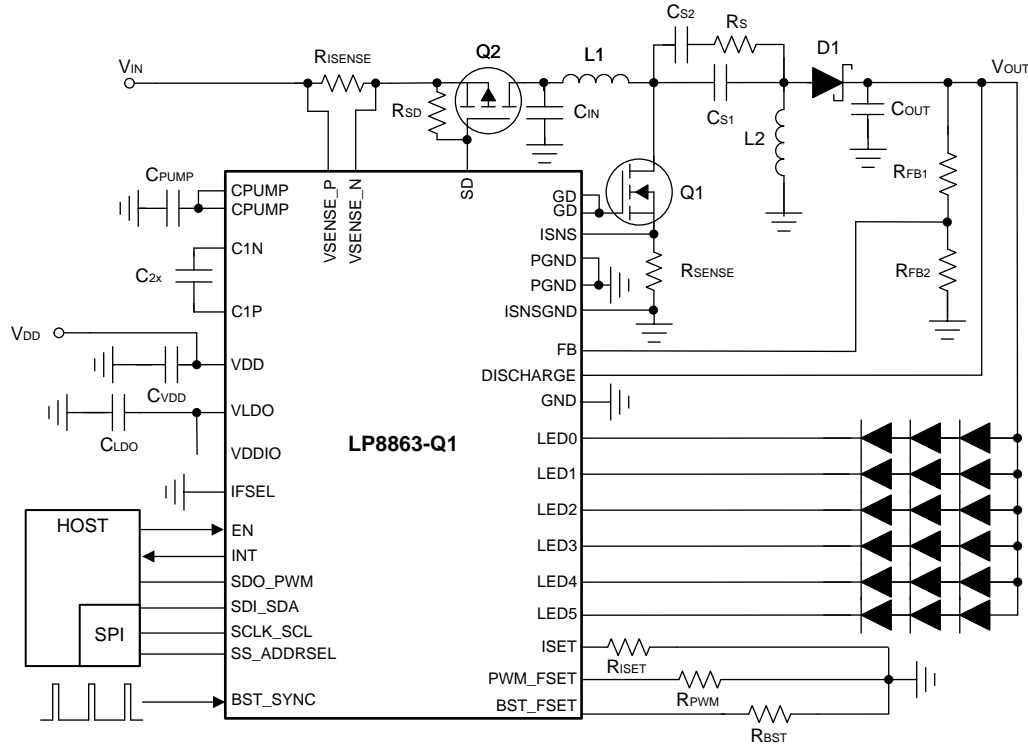 CS2
RS
RISENSE
Q2
L1
D1
VIN
VOUT
RSD
CIN
CS1
COUT
L2
RFB1
CPUMP
CPUMP
CPUMP
VSENSE_P
VSENSE_N
SD
GD
GD
Q1
ISNS
C1N
PGND
RSENSE
RFB2
C2x
PGND
C1P
ISNSGND
VDD
FB
VDD
DISCHARGE
CVDD
GND
VLDO
CLDO
LP8863-Q1
LED0
VDDIO
LED1
IFSEL
LED2
HOST
EN
LED3
INT
SDO_PWM
LED4
SDI_SDA
LED5
SPI
SCLK_SCL
ISET
SS_ADDRSEL
RISET
PWM_FSET
RPWM
BST_SYNC
BST_FSET
RBST